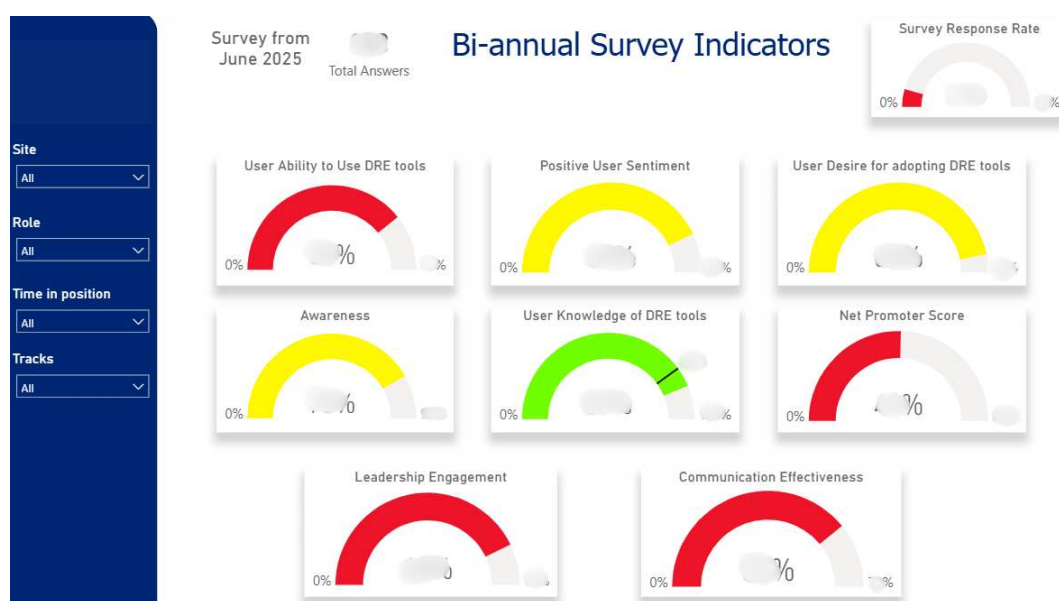 Survey from
June 2025
Total Answers
Bi-annual Survey Indicators
Survey Response Rate
0%
%
Site
All
Role
All
Time in position
All
Tracks
All
User Ability to Use DRE tools
0%
%
%
Positive User Sentiment
0%
%
User Desire for adopting DRE tools
0%
Awareness
0%
%
User Knowledge of DRE tools
0%
%
Net Promoter Score
0%
%
Leadership Engagement
0%
Communication Effectiveness
0%
%
%